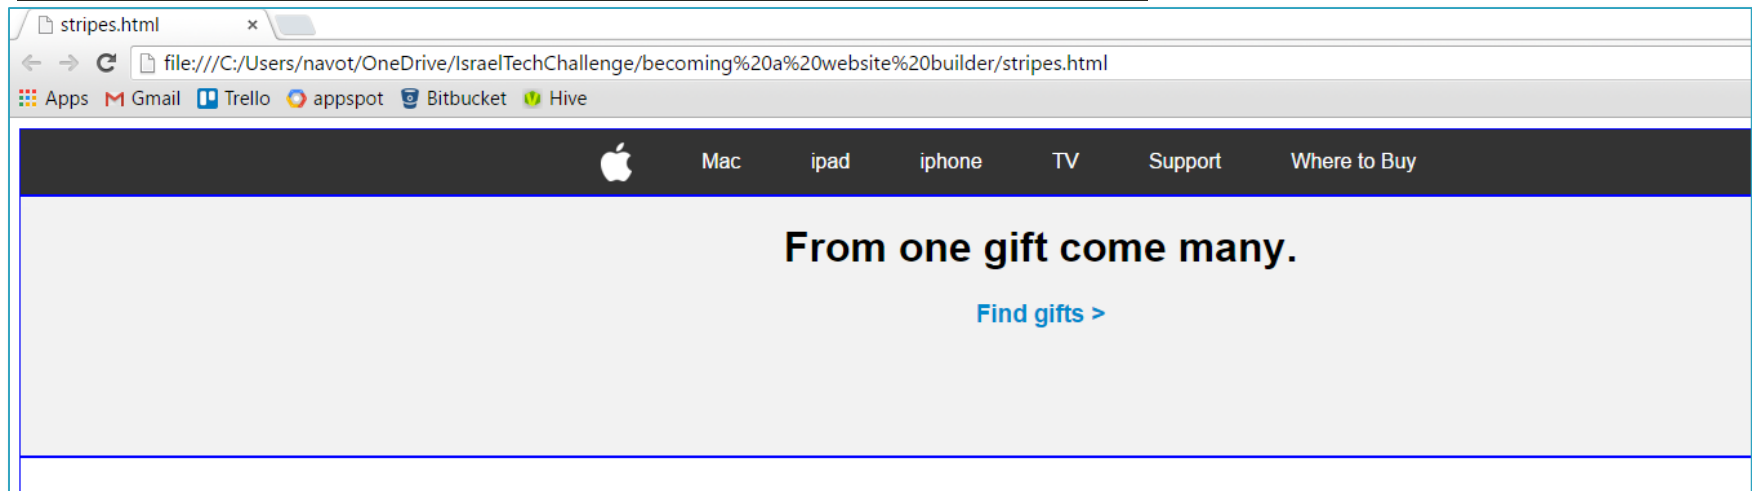 stripes.html
file:///C:/Users/navot/OneDrive/IsraelTechChallenge/becoming%20a%20website%20builder/stripes.html
Apps Gmail Trello appspot Bitbucket Hive
Mac ipad iphone TV Support Where to Buy
From one gift come many.
Find gifts >